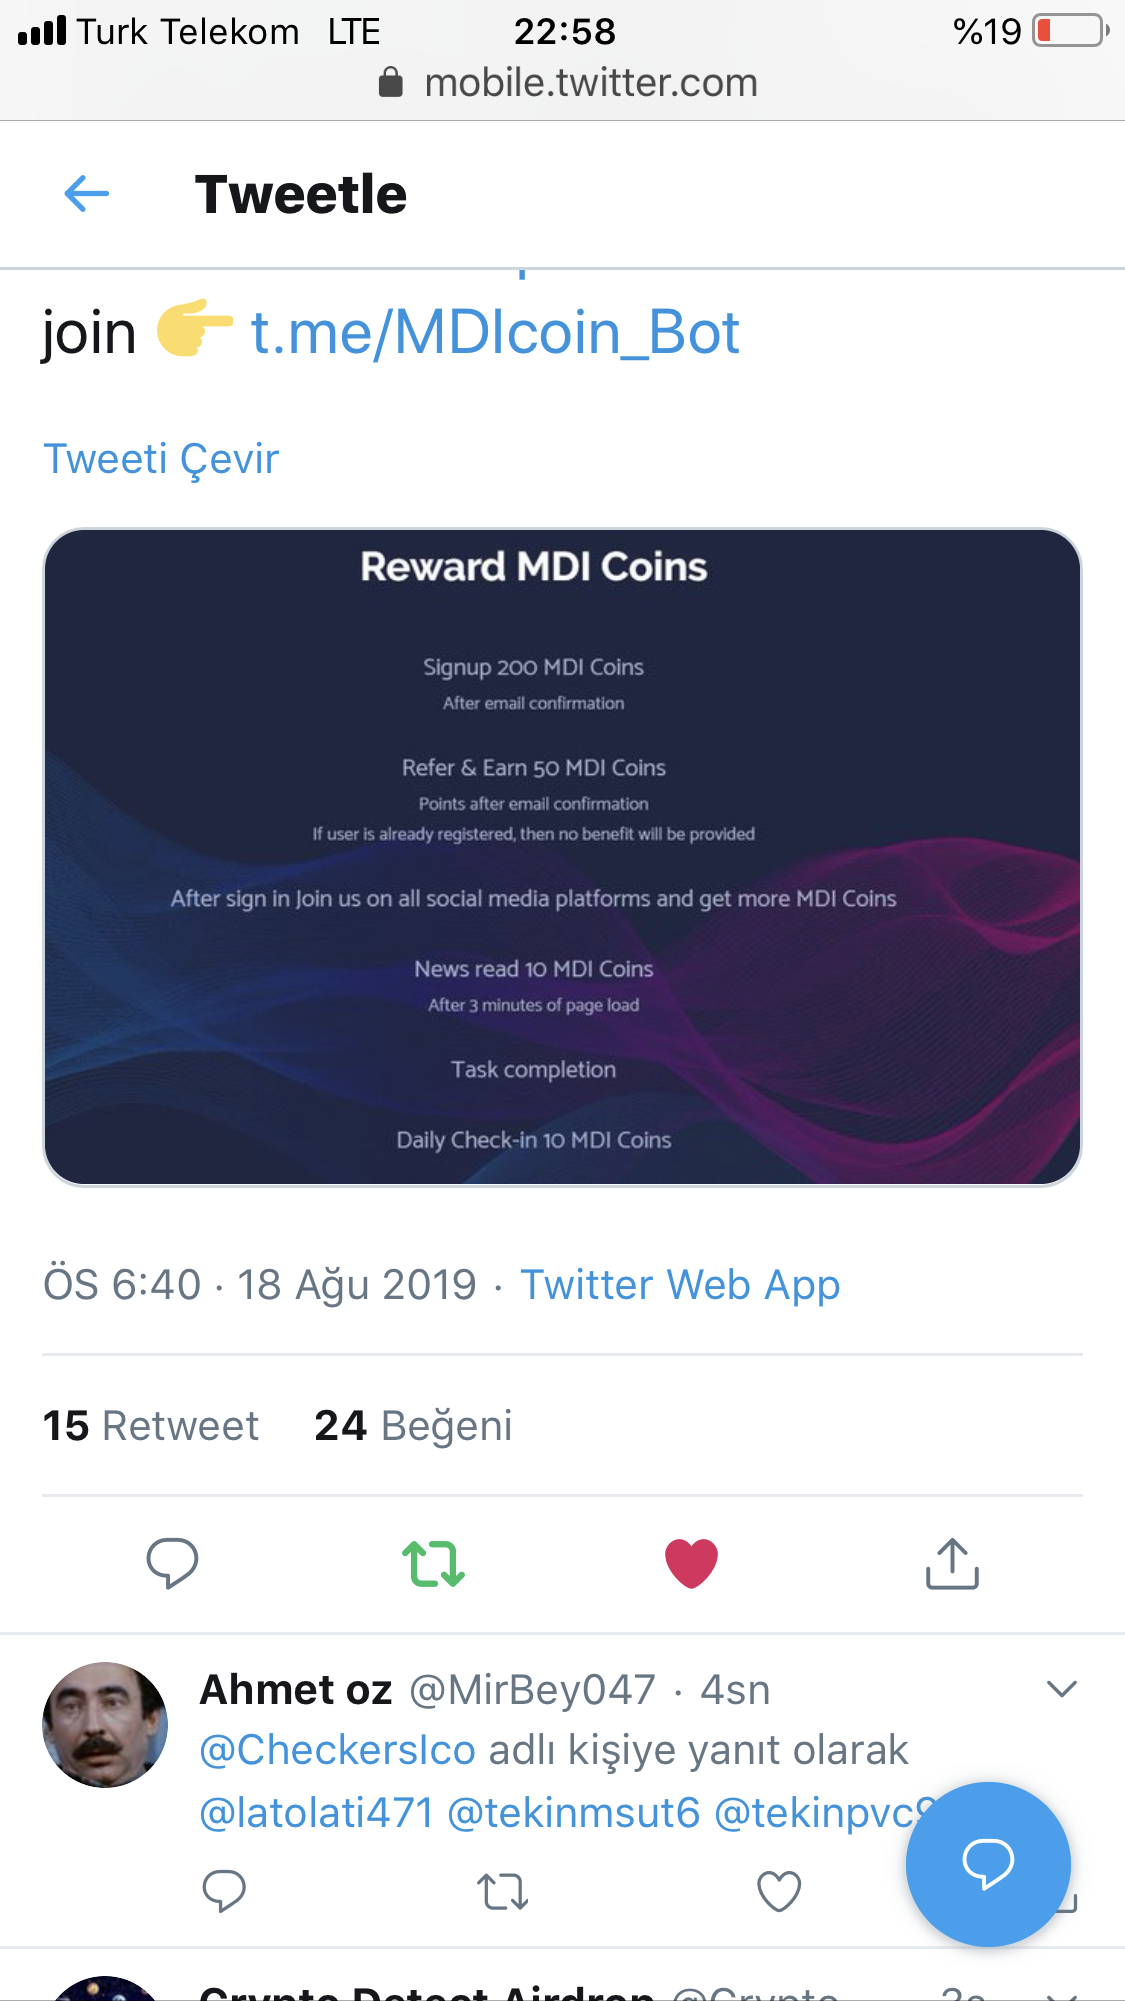 Turk Telekom LTE 22:58 %19
mobile.twitter.com
Tweetle
join 👉 t.me/MDIcoin_Bot
Tweeti Çevir
Reward MDI Coins
Signup 200 MDI Coins
After email confirmation
Refer & Earn 50 MDI Coins
Points after email confirmation
If user is already registered, then no benefit will be provided
After sign in Join us on all social media platforms and get more MDI Coins
News read 10 MDI Coins
After 3 minutes of page load
Task completion
Daily Check-in 10 MDI Coins
ÖS 6:40 · 18 Ağu 2019 · Twitter Web App
15 Retweet 24 Beğeni
Ahmet oz @MirBey047 · 4sn
@CheckersIco adlı kişiye yanıt olarak
@latolati471 @tekinmsut6 @tekinpvc9
Crypto Detect Airdrop @Crypto